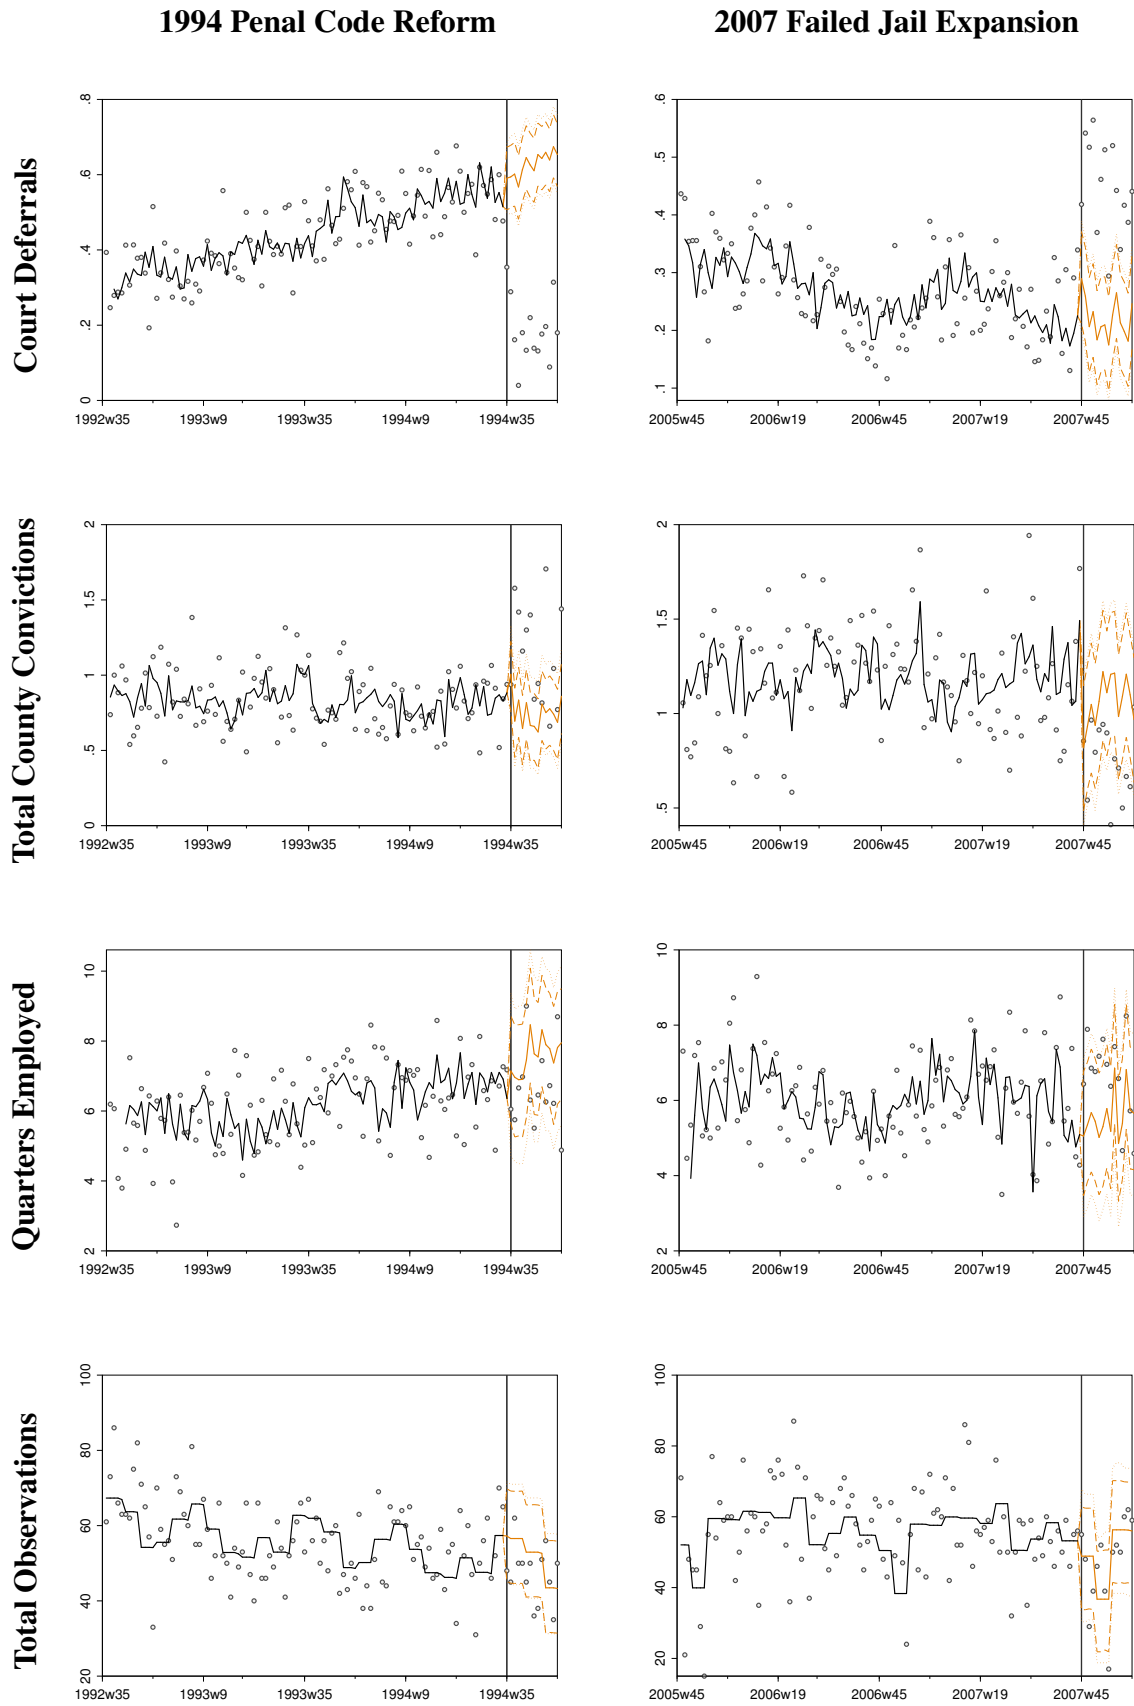 1994 Penal Code Reform
2007 Failed Jail Expansion
Court Deferrals
0 .2 .4 .6 .8
1992w35 1993w9 1993w35 1994w9 1994w35
.1 .2 .3 .4 .5 .6
2005w45 2006w19 2006w45 2007w19 2007w45
Total County Convictions
0 .5 1 1.5 2
1992w35 1993w9 1993w35 1994w9 1994w35
.5 1 1.5 2
2005w45 2006w19 2006w45 2007w19 2007w45
Quarters Employed
2 4 6 8 10
1992w35 1993w9 1993w35 1994w9 1994w35
2 4 6 8 10
2005w45 2006w19 2006w45 2007w19 2007w45
Total Observations
20 40 60 80 100
1992w35 1993w9 1993w35 1994w9 1994w35
20 40 60 80 100
2005w45 2006w19 2006w45 2007w19 2007w45